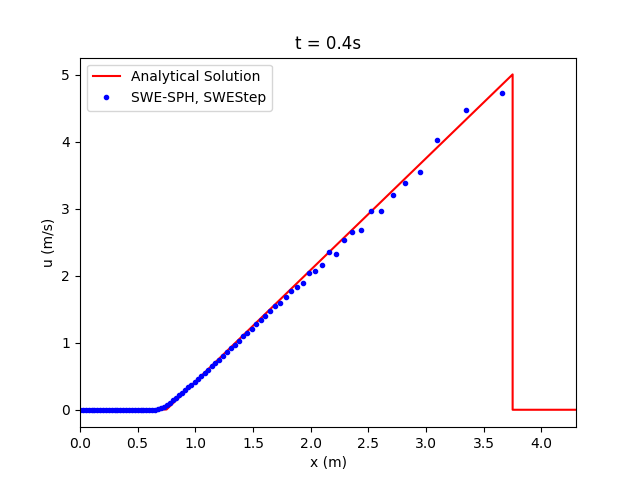 t = 0.4s
Analytical Solution
SWE-SPH, SWEStep
u (m/s)
5
4
3
2
1
0
0.0 0.5 1.0 1.5 2.0 2.5 3.0 3.5 4.0
x (m)